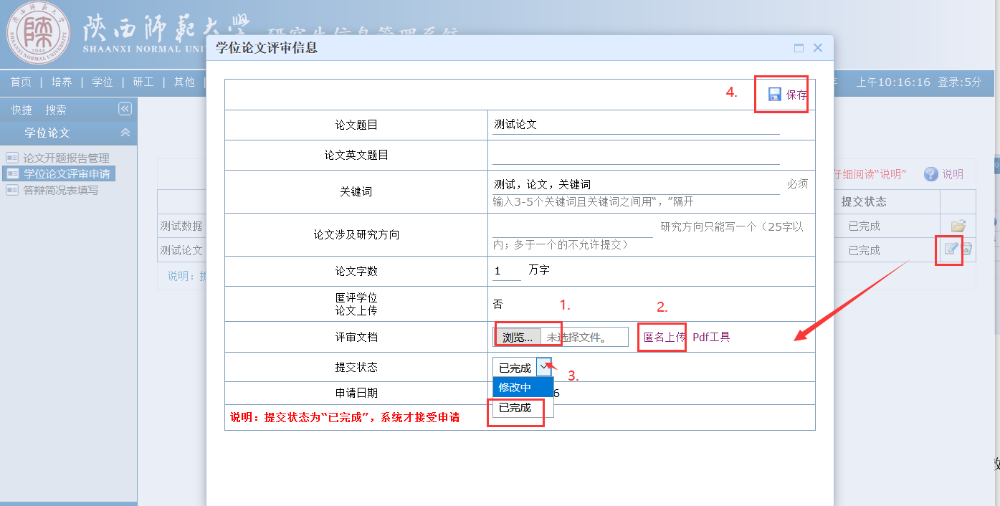 陕西师范大学
SHAANXI NORMAL UNI
研究生信息管理系统
1944
学位论文评审信息
首页 | 培养 | 学位 | 研工 | 其他 |
上午10:16:16 登录:5分
快捷 搜索
学位论文
论文开题报告管理
学位论文评审申请
答辩简况表填写
4.
保存
论文题目 测试论文
论文英文题目
关键词 测试，论文，关键词 必须
输入3-5个关键词且关键词之间用“，”隔开
论文涉及研究方向 研究方向只能写一个（25字以
内；多于一个的不允许提交）
论文字数 1 万字
匿评学位
论文上传
否
1.
2.
评审文档 浏览... 未选择文件。 匿名上传 Pdf工具
提交状态 已完成
3.
修改中
已完成
申请日期 6
说明：提交状态为“已完成”，系统才接受申请
仔细阅读“说明” 说明
提交状态
测试数据 已完成
测试论文 已完成
说明：提